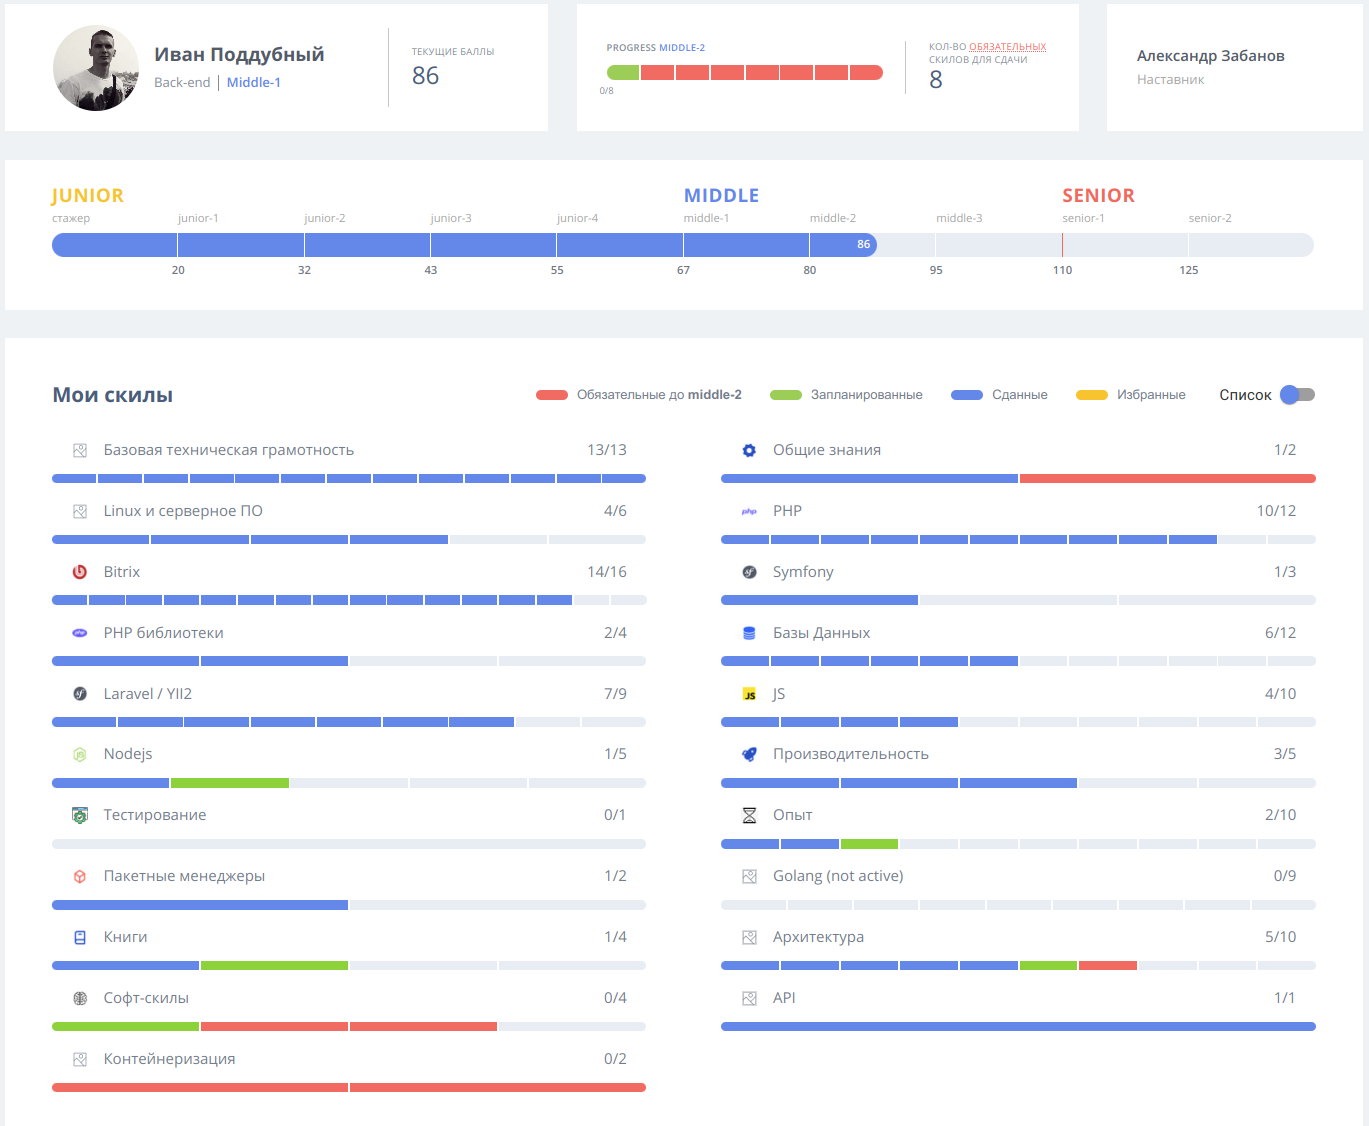 Иван Поддубный
Back-end | Middle-1
ТЕКУЩИЕ БАЛЛЫ
86
PROGRESS MIDDLE-2
0/8
КОЛ-ВО ОБЯЗАТЕЛЬНЫХ
СКИЛОВ ДЛЯ СДАЧИ
8
Александр Забанов
Наставник
JUNIOR MIDDLE SENIOR
стажер junior-1 junior-2 junior-3 junior-4 middle-1 middle-2 middle-3 senior-1 senior-2
86
20 32 43 55 67 80 95 110 125
Мои скилы
Обязательные до middle-2 Запланированные Сданные Избранные Список
Базовая техническая грамотность 13/13
Общие знания 1/2
Linux и серверное ПО 4/6
php PHP 10/12
Bitrix 14/16
sf Symfony 1/3
php PHP библиотеки 2/4
Базы Данных 6/12
sf Laravel / YII2 7/9
JS JS 4/10
JS Nodejs 1/5
Производительность 3/5
Тестирование 0/1
Опыт 2/10
Пакетные менеджеры 1/2
Golang (not active) 0/9
Книги 1/4
Архитектура 5/10
Софт-скилы 0/4
API 1/1
Контейнеризация 0/2